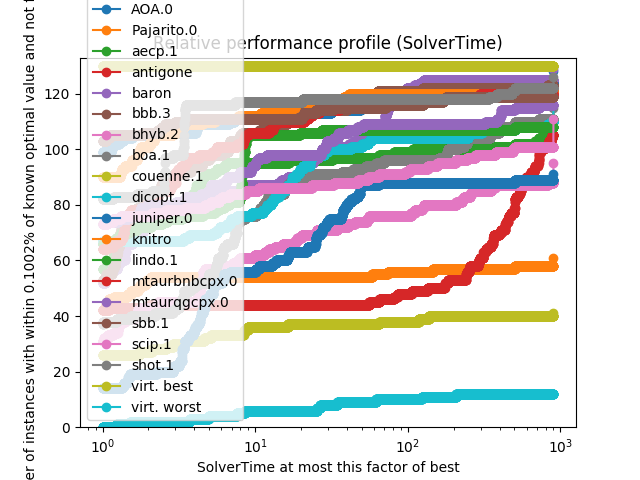 Relative performance profile (SolverTime)
AOA.0
Pajarito.0
aecp.1
antigone
baron
bbb.3
bhyb.2
boa.1
couenne.1
dicopt.1
juniper.0
knitro
lindo.1
mtaurbnbcpx.0
mtaurqgcpx.0
sbb.1
scip.1
shot.1
virt. best
virt. worst
of instances with within 0.1002% of known optimal value and not
120
100
80
60
40
20
0
10⁰ 10¹ 10² 10³
SolverTime at most this factor of best